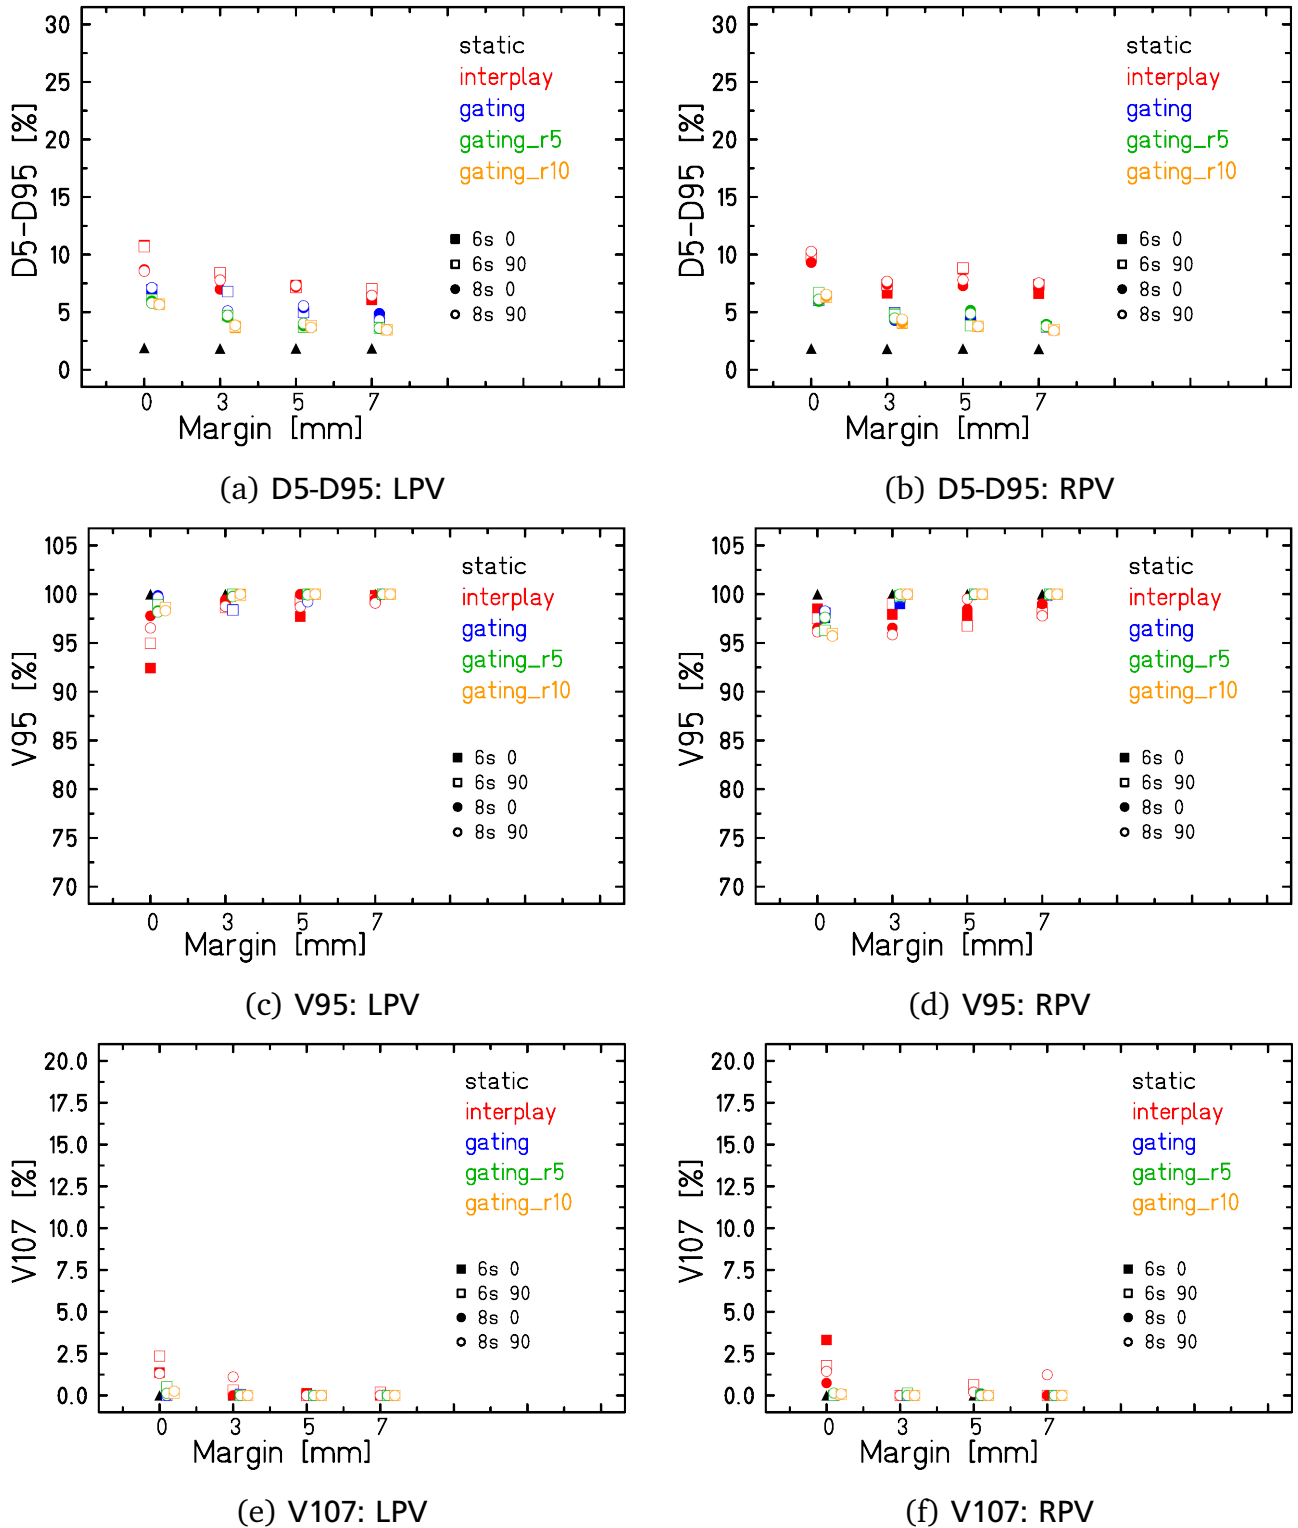 30
25
20
15
10
5
0
D5-D95 [%]
static
interplay
gating
gating_r5
gating_r10
6s 0
6s 90
8s 0
8s 90
0 3 5 7
Margin [mm]
(a) D5-D95: LPV
30
25
20
15
10
5
0
D5-D95 [%]
static
interplay
gating
gating_r5
gating_r10
6s 0
6s 90
8s 0
8s 90
0 3 5 7
Margin [mm]
(b) D5-D95: RPV
105
100
95
90
85
80
75
70
V95 [%]
static
interplay
gating
gating_r5
gating_r10
6s 0
6s 90
8s 0
8s 90
0 3 5 7
Margin [mm]
(c) V95: LPV
105
100
95
90
85
80
75
70
V95 [%]
static
interplay
gating
gating_r5
gating_r10
6s 0
6s 90
8s 0
8s 90
0 3 5 7
Margin [mm]
(d) V95: RPV
20.0
17.5
15.0
12.5
10.0
7.5
5.0
2.5
0.0
V107 [%]
static
interplay
gating
gating_r5
gating_r10
6s 0
6s 90
8s 0
8s 90
0 3 5 7
Margin [mm]
(e) V107: LPV
20.0
17.5
15.0
12.5
10.0
7.5
5.0
2.5
0.0
V107 [%]
static
interplay
gating
gating_r5
gating_r10
6s 0
6s 90
8s 0
8s 90
0 3 5 7
Margin [mm]
(f) V107: RPV